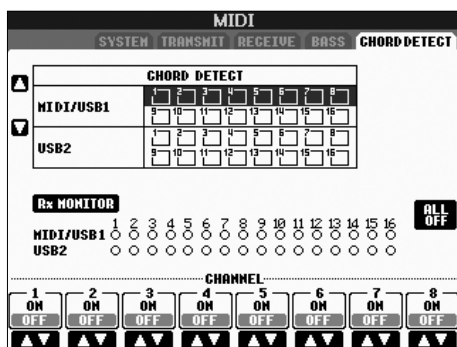 MIDI
SYSTEM TRANSMIT RECEIVE BASS CHORD DETECT
CHORD DETECT
MIDI/USB1
1 2 3 4 5 6 7 8
9 10 11 12 13 14 15 16
USB2
1 2 3 4 5 6 7 8
9 10 11 12 13 14 15 16
Rx MONITOR
1 2 3 4 5 6 7 8 9 10 11 12 13 14 15 16
MIDI/USB1
USB2
ALL OFF
CHANNEL
1 2 3 4 5 6 7 8
ON ON ON ON ON ON ON ON
OFF OFF OFF OFF OFF OFF OFF OFF